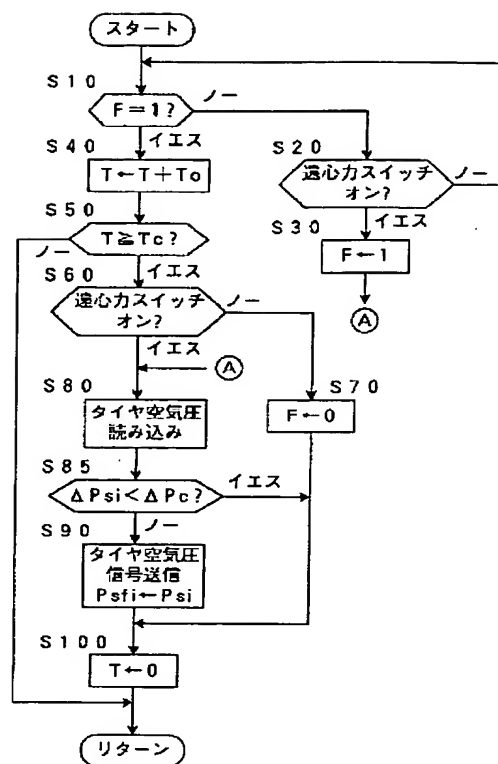 スタート
S10
F=1?
ノー
イエス
S40
T←T+To
S20
遠心力スイッチ
オン?
ノー
イエス
S30
F←1
A
S50
T≧Tc?
ノー
イエス
S60
遠心力スイッチ
オン?
ノー
イエス
A
S70
F←0
S80
タイヤ空気圧
読み込み
S85
ΔPsi<ΔPc?
イエス
ノー
S90
タイヤ空気圧
信号送信
Psfi←Psi
S100
T←0
リターン